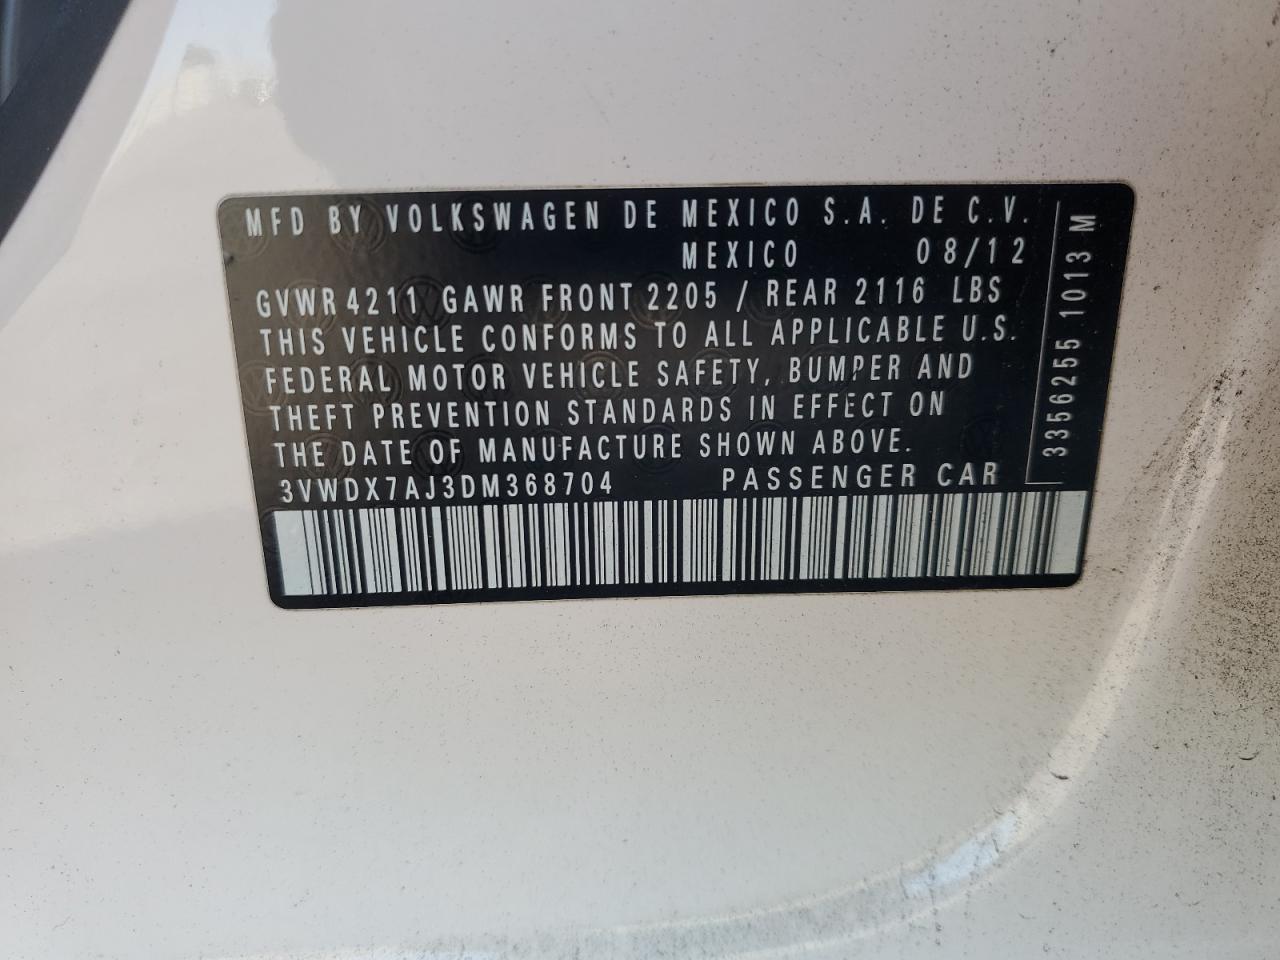 MFD BY VOLKSWAGEN DE MEXICO S.A. DE C.V.
MEXICO 08/12
GVWR 4211 GAWR FRONT 2205 / REAR 2116 LBS
THIS VEHICLE CONFORMS TO ALL APPLICABLE U.S.
FEDERAL MOTOR VEHICLE SAFETY, BUMPER AND
THEFT PREVENTION STANDARDS IN EFFECT ON
THE DATE OF MANUFACTURE SHOWN ABOVE.
3VWDX7AJ3DM368704 PASSENGER CAR
3356255 1013 M